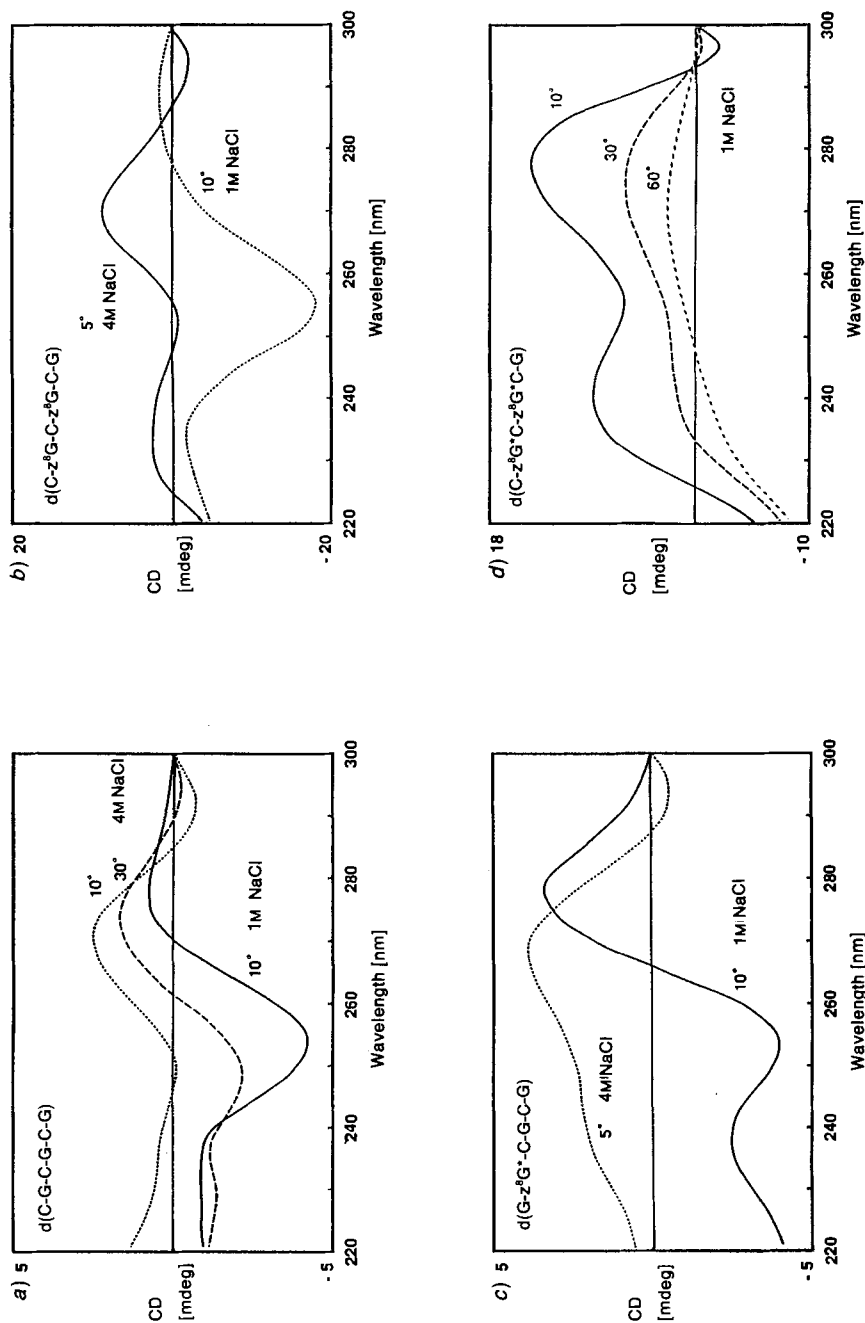 a) 5
d(C-G-C-G-C-G)
4M NaCl
10°
30°
10° 1M NaCl
CD
[mdeg]
- 5
220
240
260
280
300
Wavelength [nm]
b) 20
d(C-z⁸G-C-z⁸G-C-G)
5°
4M NaCl
10°
1M NaCl
CD
[mdeg]
- 20
220
240
260
280
300
Wavelength [nm]
c) 5
d(G-z⁸G*-C-G-C-G)
5° 4M NaCl
10° 1M NaCl
CD
[mdeg]
- 5
220
240
260
280
300
Wavelength [nm]
d) 18
d(C-z⁸G*C-z⁸G*C-G)
10°
30°
60°
1M NaCl
CD
[mdeg]
- 10
220
240
260
280
300
Wavelength [nm]